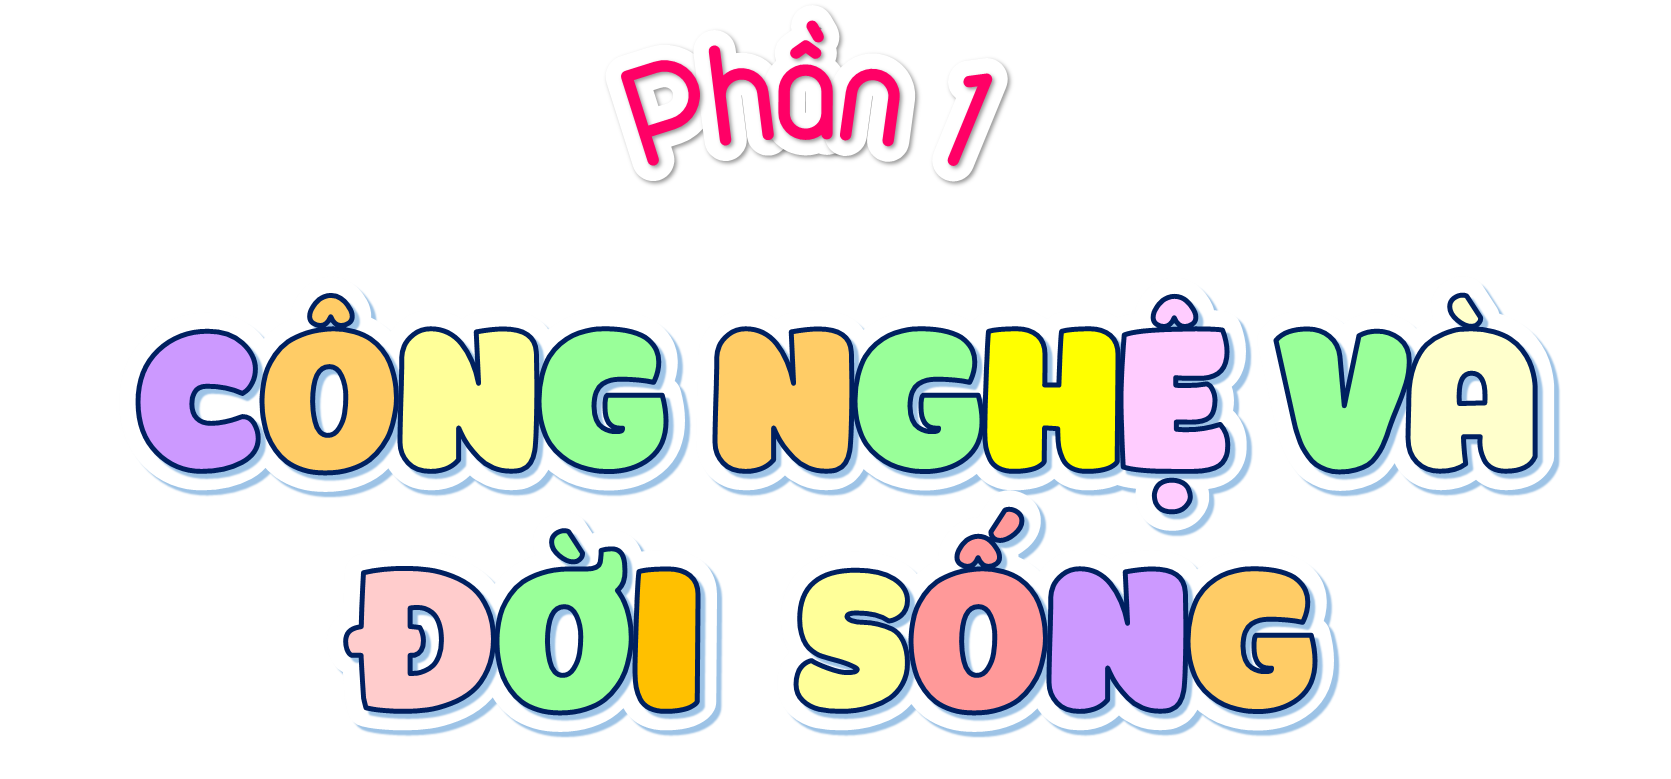 Phần 1
CÔNG NGHỆ VÀ
ĐỜI SỐNG